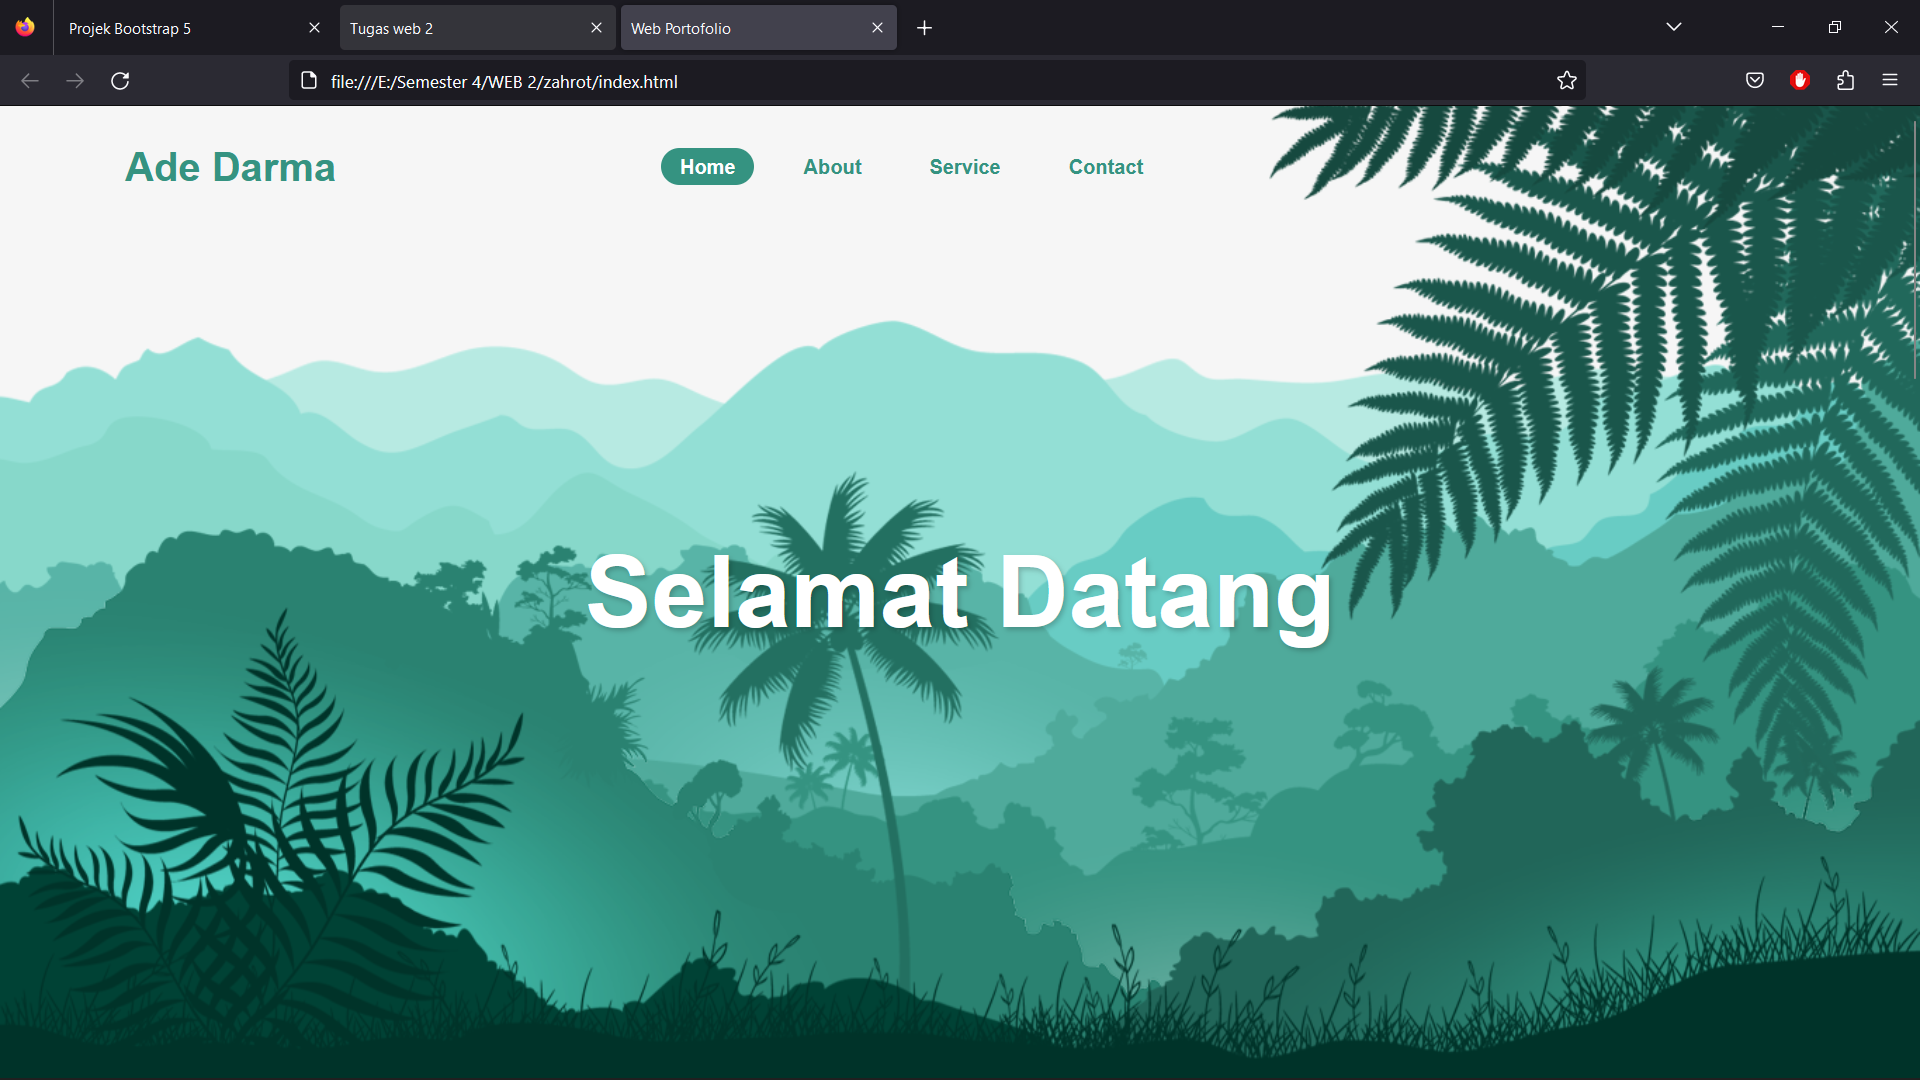 Projek Bootstrap 5
Tugas web 2
Web Portofolio
file:///E:/Semester 4/WEB 2/zahrot/index.html
Ade Darma
Home
About
Service
Contact
Selamat Datang